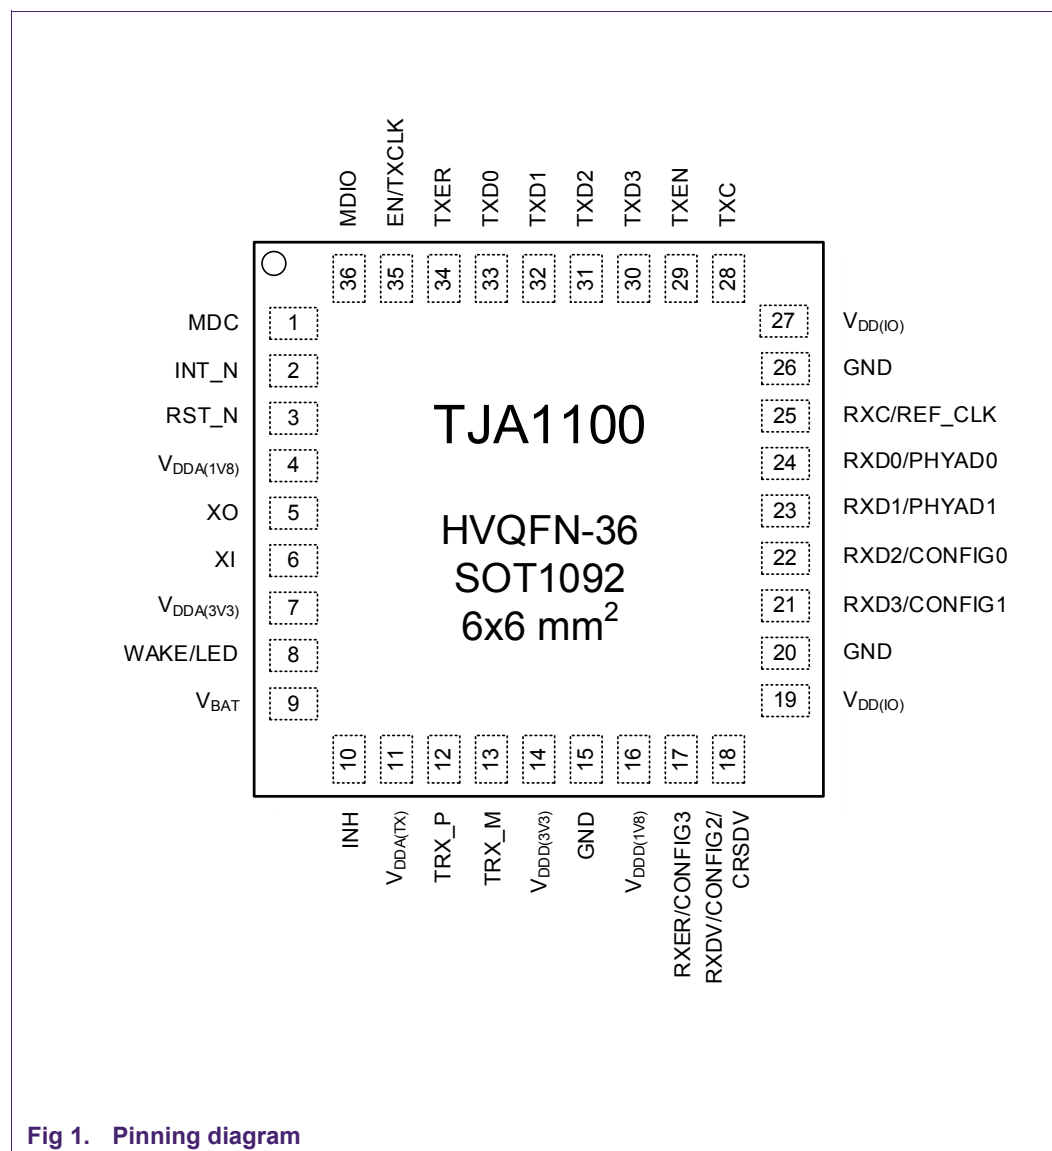 MDIO
EN/TXCLK
TXER
TXD0
TXD1
TXD2
TXD3
TXEN
TXC
36
35
34
33
32
31
30
29
28
MDC 1
INT_N 2
RST_N 3
VDDA(1V8) 4
XO 5
XI 6
VDDA(3V3) 7
WAKE/LED 8
VBAT 9
TJA1100
HVQFN-36
SOT1092
6x6 mm²
27 VDD(IO)
26 GND
25 RXC/REF_CLK
24 RXD0/PHYAD0
23 RXD1/PHYAD1
22 RXD2/CONFIG0
21 RXD3/CONFIG1
20 GND
19 VDD(IO)
10
11
12
13
14
15
16
17
18
INH
VDDA(TX)
TRX_P
TRX_M
VDDD(3V3)
GND
VDDD(1V8)
RXER/CONFIG3
RXDV/CONFIG2/
CRSDV
Fig 1. Pinning diagram